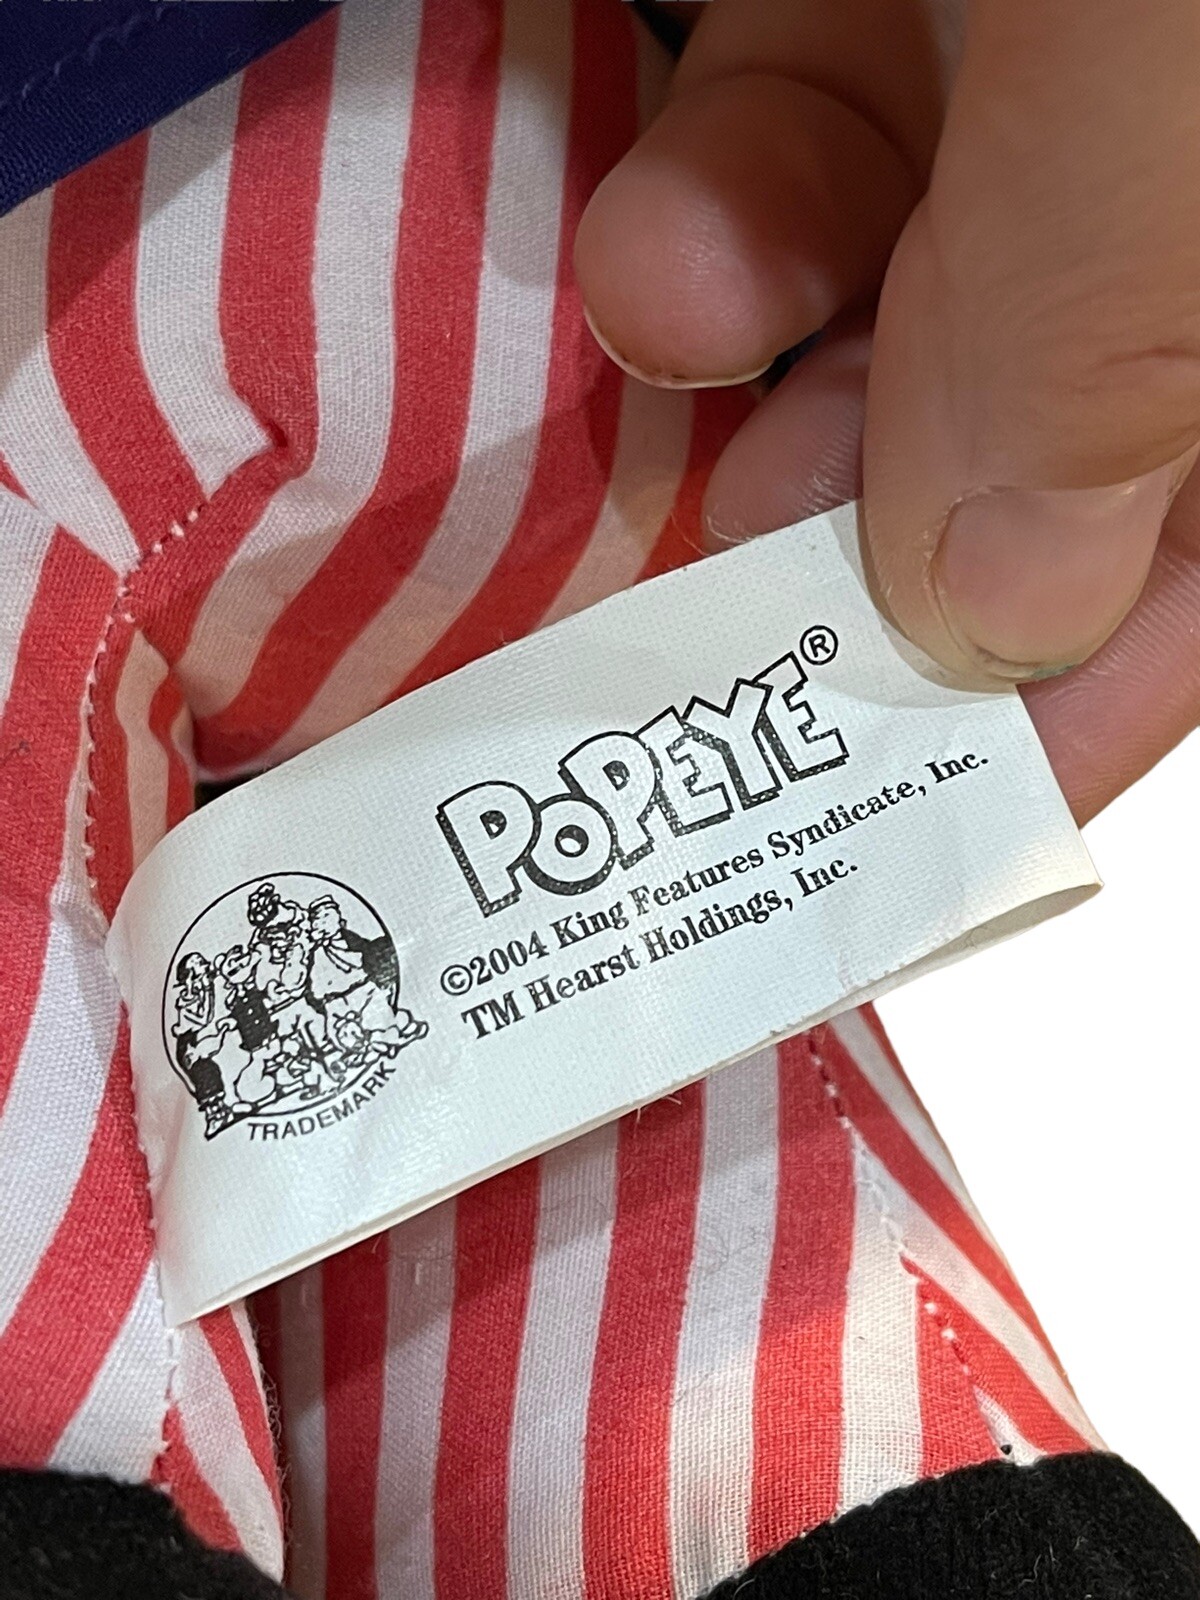 POPEYE®
©2004 King Features Syndicate, Inc.
TM Hearst Holdings, Inc.
TRADEMARK